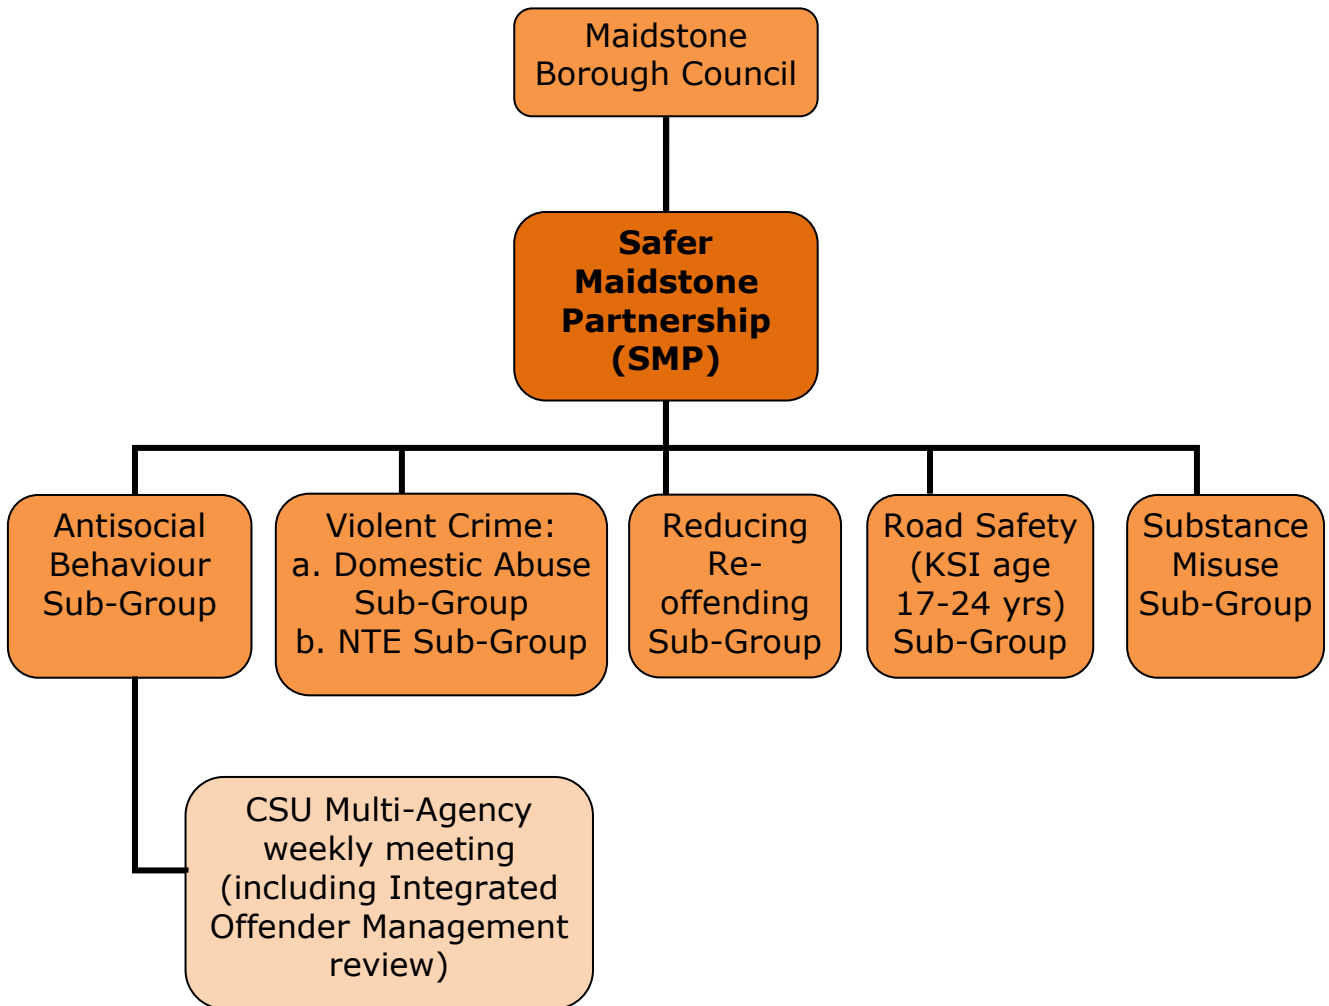 Maidstone
Borough Council
Safer
Maidstone
Partnership
(SMP)
Antisocial
Behaviour
Sub-Group
Violent Crime:
a. Domestic Abuse
Sub-Group
b. NTE Sub-Group
Reducing
Re-
offending
Sub-Group
Road Safety
(KSI age
17-24 yrs)
Sub-Group
Substance
Misuse
Sub-Group
CSU Multi-Agency
weekly meeting
(including Integrated
Offender Management
review)